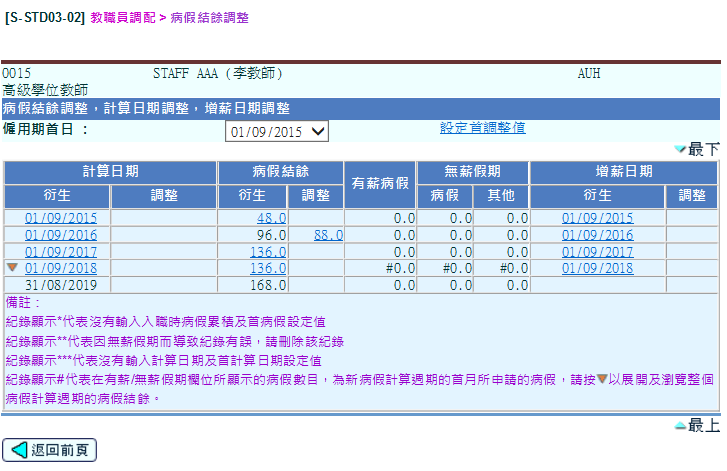 [S-STD03-02] 教職員調配 > 病假結餘調整
0015 STAFF AAA (李教師) AUH
高級學位教師
病假結餘調整，計算日期調整，增薪日期調整
僱用期首日 ： 01/09/2015 設定首調整值
最下
計算日期 病假結餘 有薪病假 無薪假期 增薪日期
衍生 調整 衍生 調整 病假 其他 衍生 調整
01/09/2015 48.0 0.0 0.0 0.0 01/09/2015
01/09/2016 96.0 88.0 0.0 0.0 0.0 01/09/2016
01/09/2017 136.0 0.0 0.0 0.0 01/09/2017
01/09/2018 136.0 #0.0 #0.0 #0.0 01/09/2018
31/08/2019 168.0 0.0 0.0 0.0
備註：
紀錄顯示*代表沒有輸入入職時病假累積及首病假設定值
紀錄顯示**代表因無薪假期而導致紀錄有誤，請刪除該紀錄
紀錄顯示***代表沒有輸入計算日期及首計算日期設定值
紀錄顯示#代表在有薪/無薪假期欄位所顯示的病假數目，為新病假計算週期的首月所申請的病假，請按▼以展開及瀏覽整個
病假計算週期的病假結餘。
最上
返回前頁